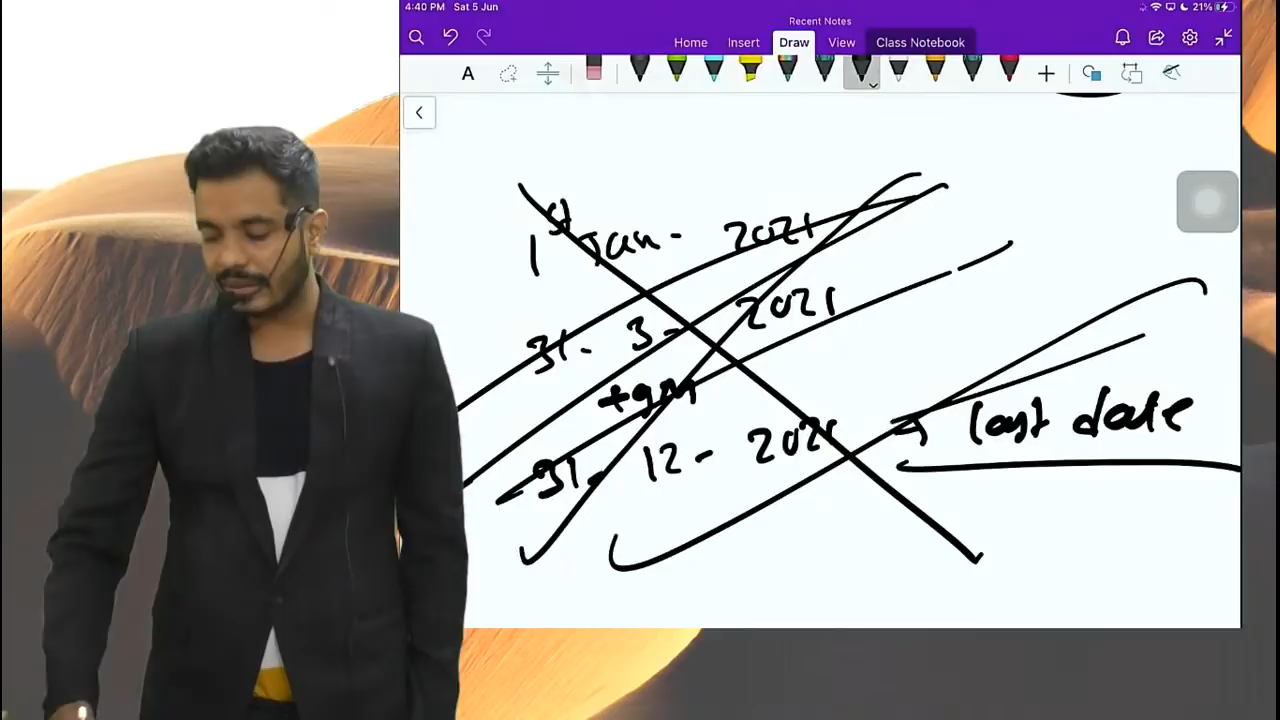 4:40 PM Sat 5 Jun
21%
Recent Notes
Home Insert Draw View Class Notebook
A
1st Jan - 2021
31 - 3 - 2021
+9m
31 - 12 - 2021
last date